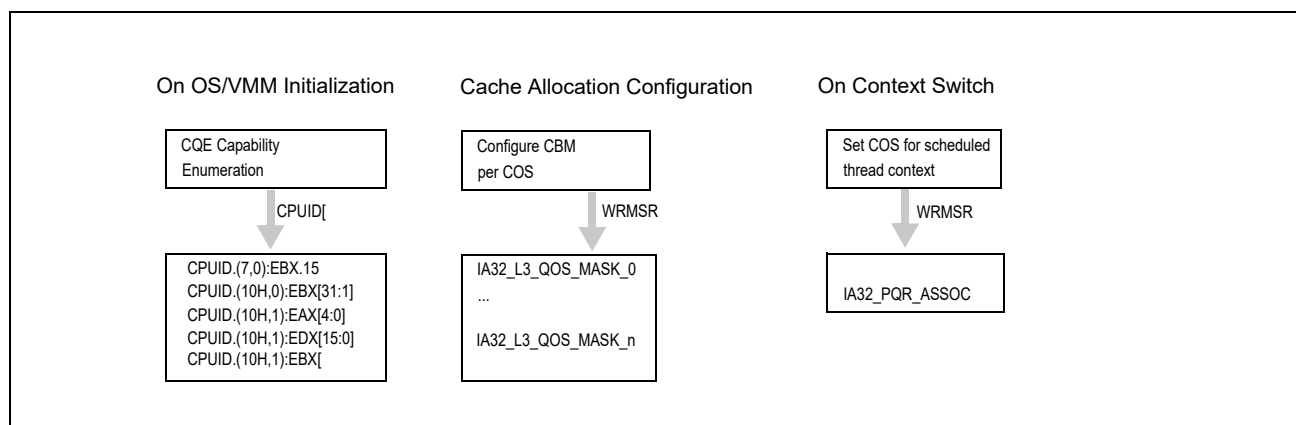 On OS/VMM Initialization
Cache Allocation Configuration
On Context Switch
CQE Capability
Enumeration
CPUID[
CPUID.(7,0):EBX.15
CPUID.(10H,0):EBX[31:1]
CPUID.(10H,1):EAX[4:0]
CPUID.(10H,1):EDX[15:0]
CPUID.(10H,1):EBX[
Configure CBM
per COS
WRMSR
IA32_L3_QOS_MASK_0
...
IA32_L3_QOS_MASK_n
Set COS for scheduled
thread context
WRMSR
IA32_PQR_ASSOC